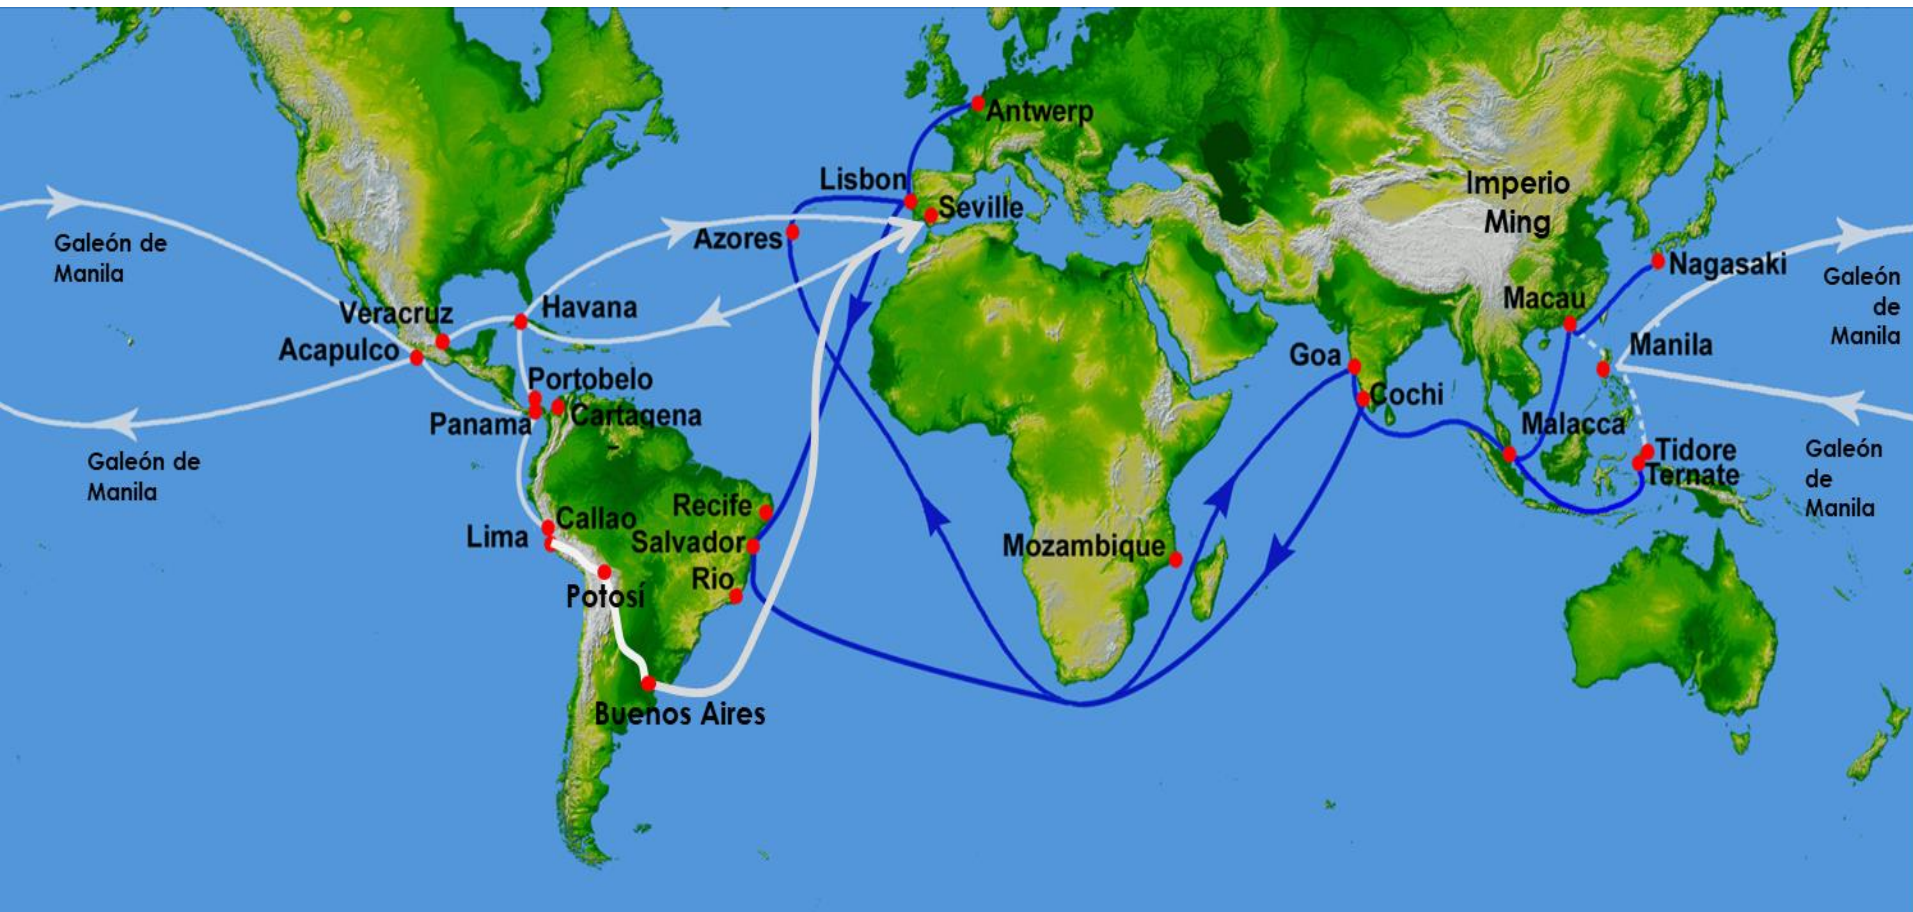 Antwerp
Lisbon
Seville
Azores
Imperio
Ming
Galeón de
Manila
Nagasaki
Galeón
de
Manila
Macau
Manila
Veracruz
Havana
Acapulco
Goa
Cochi
Portobelo
Panama
Cartagena
Malacca
Tidore
Ternate
Galeón de
Manila
Galeón
de
Manila
Recife
Callao
Lima
Salvador
Mozambique
Rio
Potosí
Buenos Aires